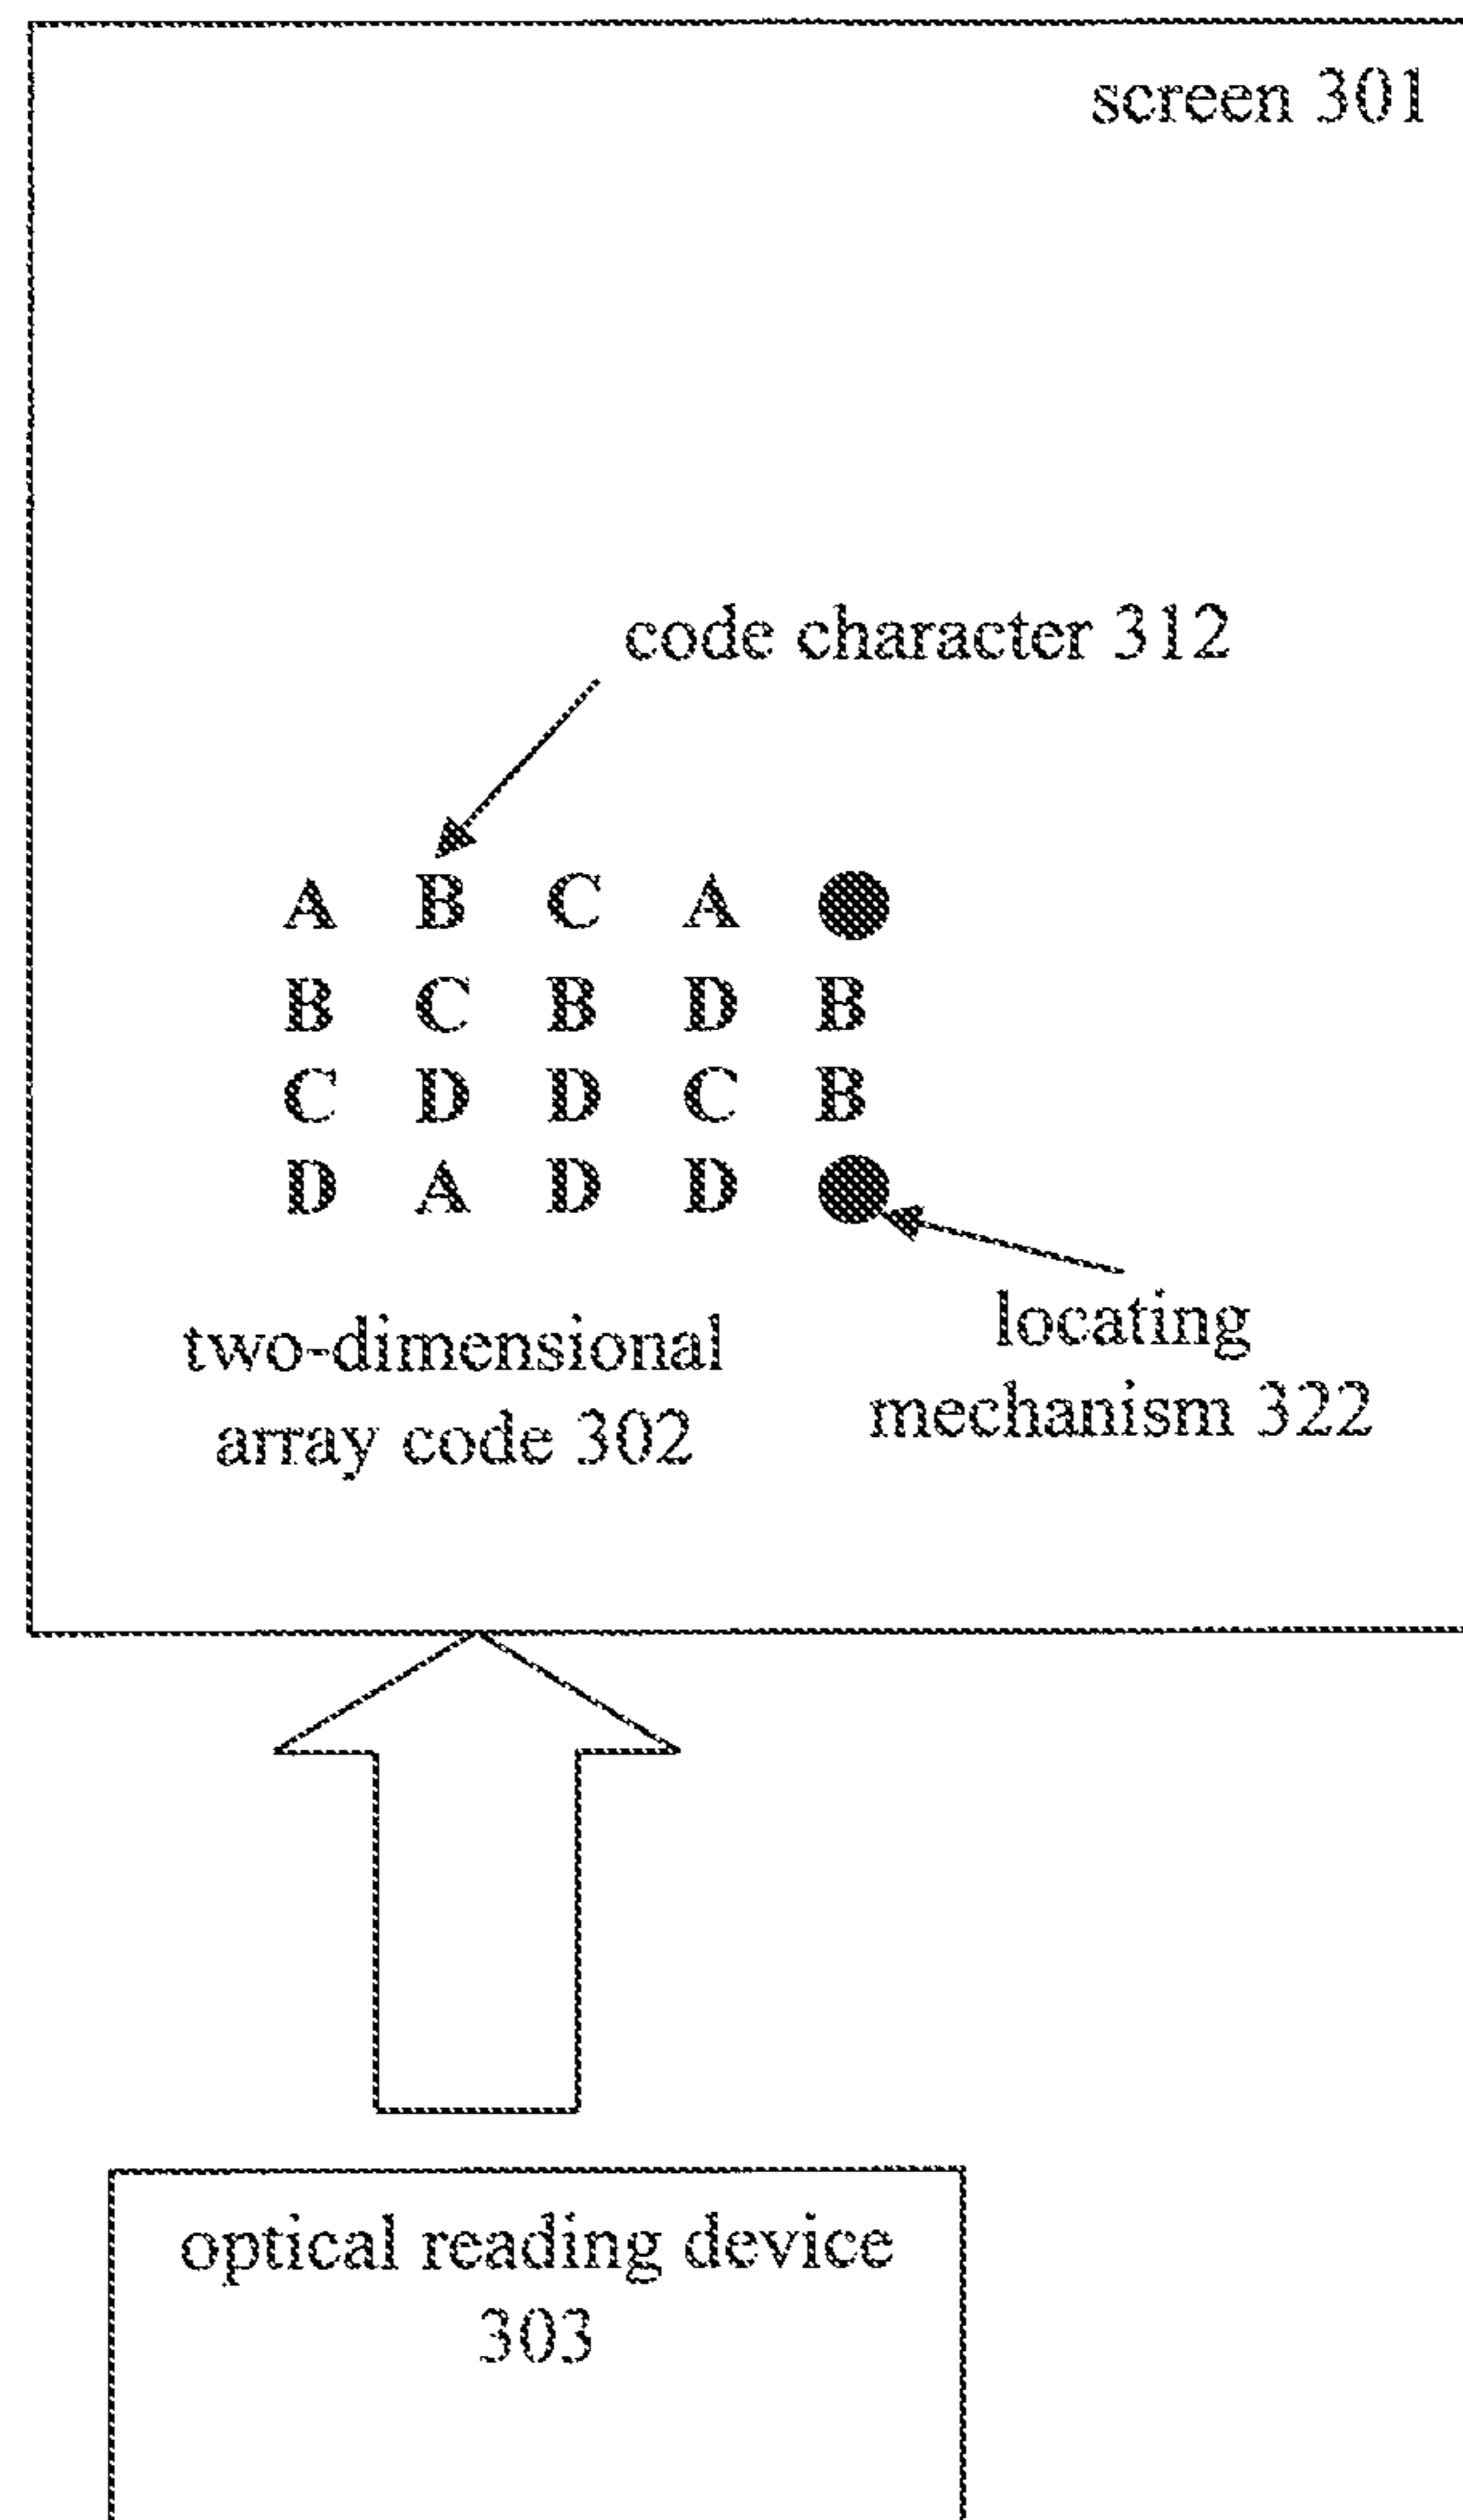 screen 301
code character 312
A B C A
B C B D B
C D D C B
D A D D
locating
mechanism 322
two-dimensional
array code 302
optical reading device
303